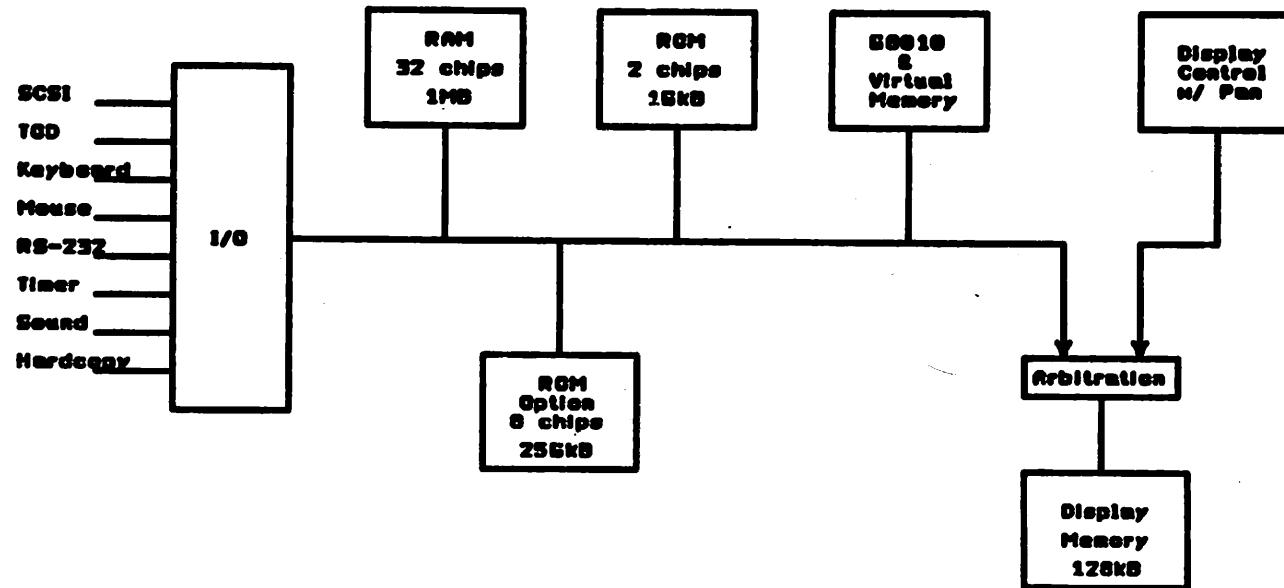 SCSI
TOD
Keyboard
Mouse
RS-232
Timer
Sound
Hardcopy
I/O
RAM
32 chips
1MB
ROM
2 chips
16kB
68010
&
Virtual
Memory
Display
Control
w/ Pan
ROM
Option
8 chips
256kB
Arbitration
Display
Memory
128kB